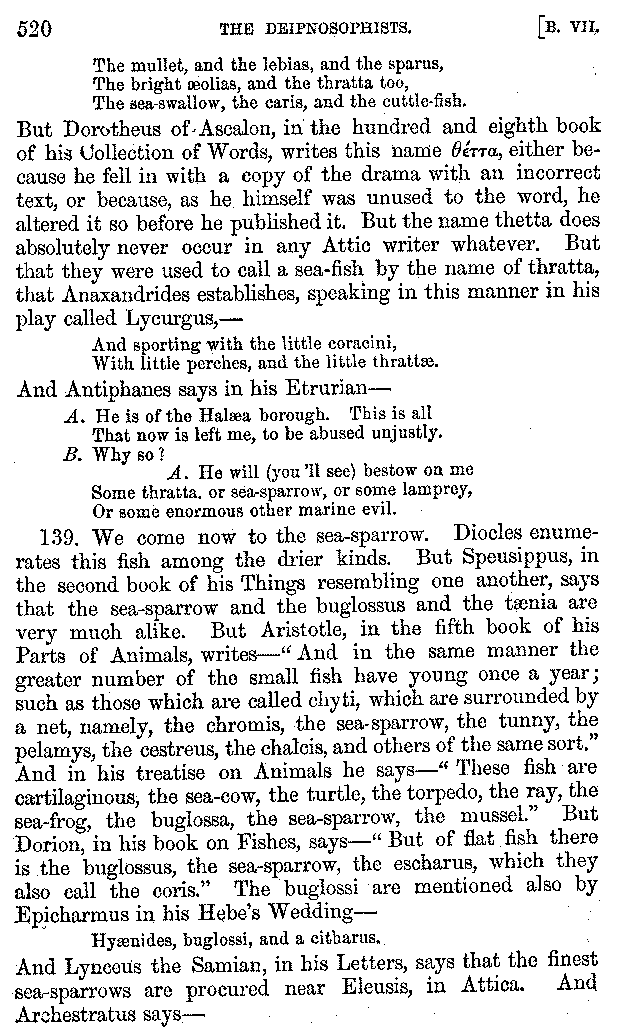 520 THE DEIPNOSOPHISTS. [B. VII.
The mullet, and the lebias, and the sparus,
The bright æolias, and the thratta too,
The sea-swallow, the caris, and the cuttle-fish.
But Dorotheus of Ascalon, in the hundred and eighth book
of his Collection of Words, writes this name θέττα, either be-
cause he fell in with a copy of the drama with an incorrect
text, or because, as he himself was unused to the word, he
altered it so before he published it. But the name thetta does
absolutely never occur in any Attic writer whatever. But
that they were used to call a sea-fish by the name of thratta,
that Anaxandrides establishes, speaking in this manner in his
play called Lycurgus,—
And sporting with the little coracini,
With little perches, and the little thrattæ.
And Antiphanes says in his Etrurian—
A. He is of the Halæa borough. This is all
That now is left me, to be abused unjustly.
B. Why so?
A. He will (you 'll see) bestow on me
Some thratta. or sea-sparrow, or some lamprey,
Or some enormous other marine evil.
139. We come now to the sea-sparrow. Diocles enume-
rates this fish among the drier kinds. But Speusippus, in
the second book of his Things resembling one another, says
that the sea-sparrow and the buglossus and the tænia are
very much alike. But Aristotle, in the fifth book of his
Parts of Animals, writes—“ And in the same manner the
greater number of the small fish have young once a year;
such as those which are called chyti, which are surrounded by
a net, namely, the chromis, the sea-sparrow, the tunny, the
pelamys, the cestreus, the chalcis, and others of the same sort.”
And in his treatise on Animals he says—“ These fish are
cartilaginous, the sea-cow, the turtle, the torpedo, the ray, the
sea-frog, the buglossa, the sea-sparrow, the mussel.” But
Dorion, in his book on Fishes, says—“ But of flat fish there
is the buglossus, the sea-sparrow, the escharus, which they
also call the coris.” The buglossi are mentioned also by
Epicharmus in his Hebe's Wedding—
Hyænides, buglossi, and a citharus.
And Lynceus the Samian, in his Letters, says that the finest
sea-sparrows are procured near Eleusis, in Attica. And
Archestratus says—